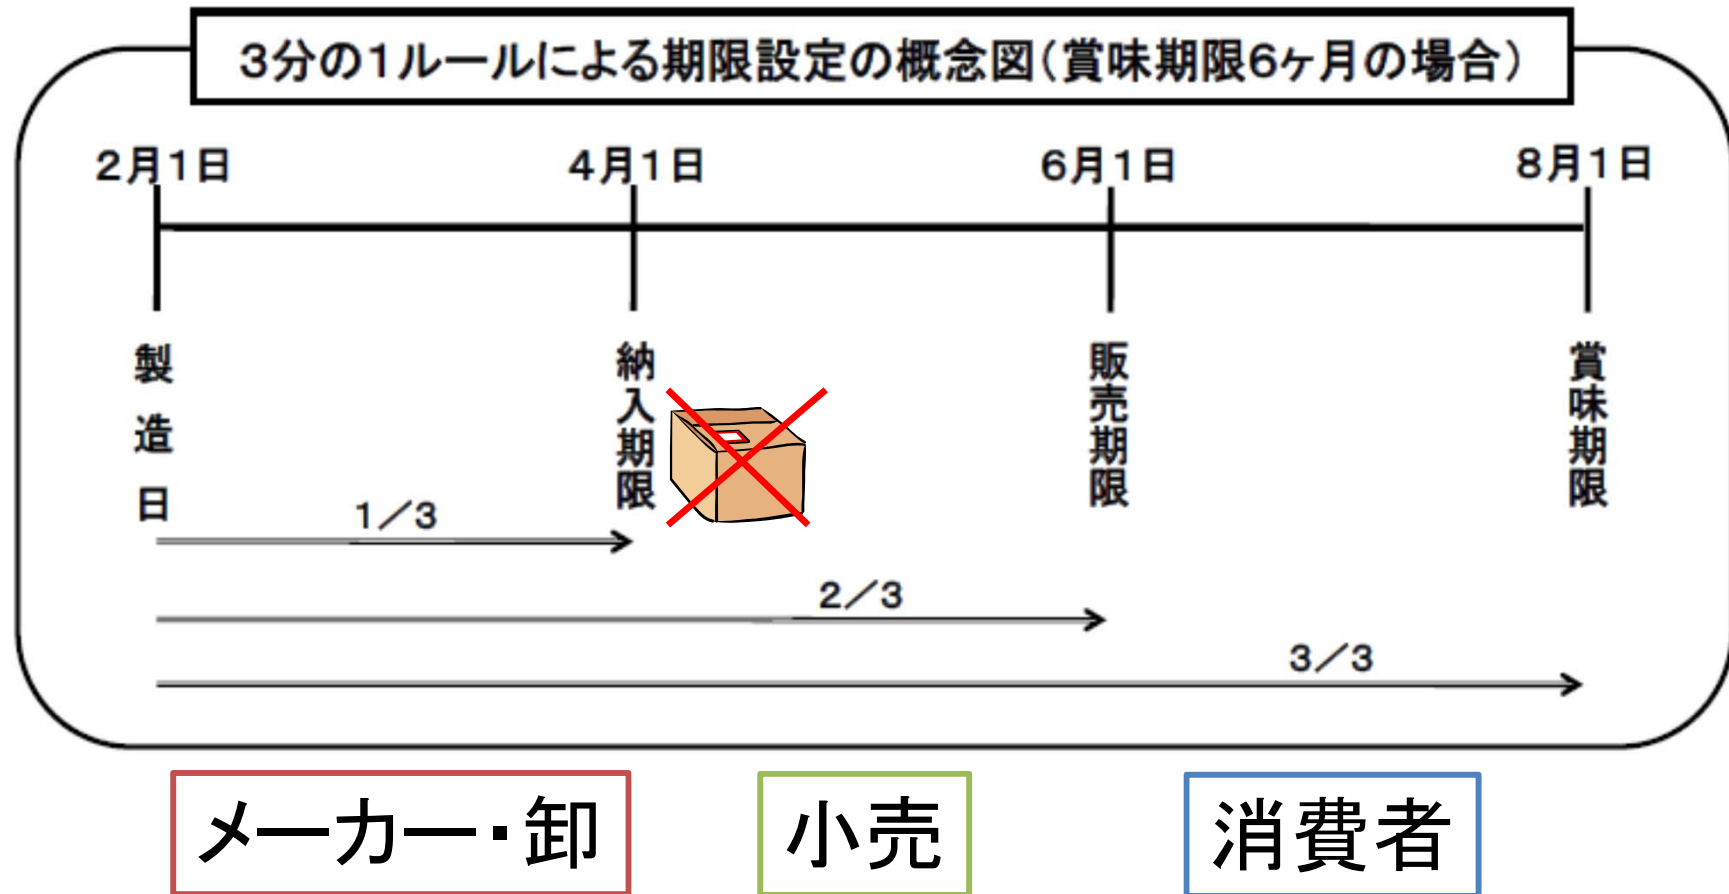 3分の1ルールによる期限設定の概念図(賞味期限6ヶ月の場合)
2月1日
4月1日
6月1日
8月1日
製造日
納入期限
販売期限
賞味期限
1/3
2/3
3/3
メーカー・卸
小売
消費者